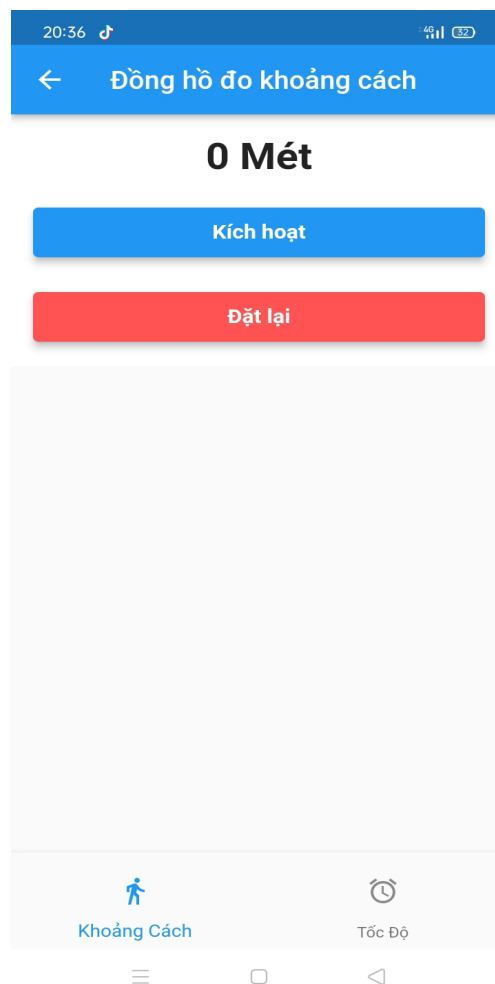 20:36
4G
32
Đồng hồ đo khoảng cách
0 Mét
Kích hoạt
Đặt lại
Khoảng Cách
Tốc Độ